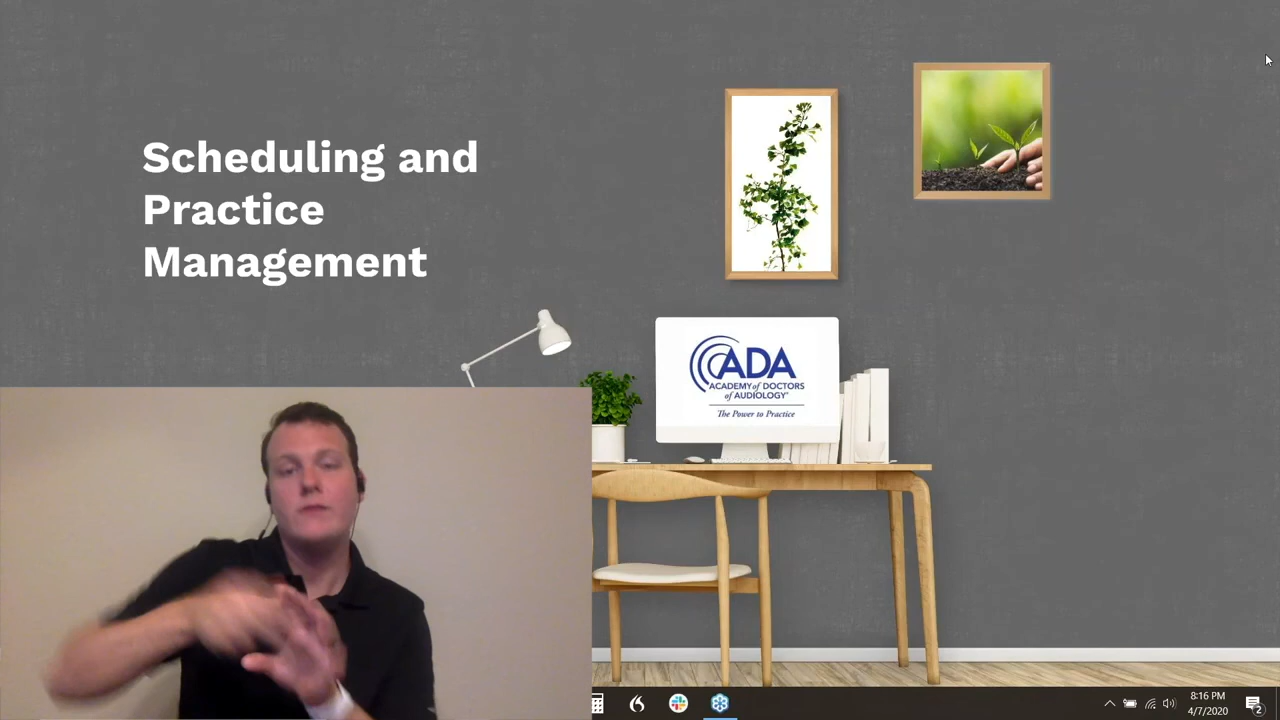 Scheduling and
Practice
Management
ADA
ACADEMY of DOCTORS
of AUDIOLOGY®
The Power to Practice
8:16 PM
4/7/2020
2